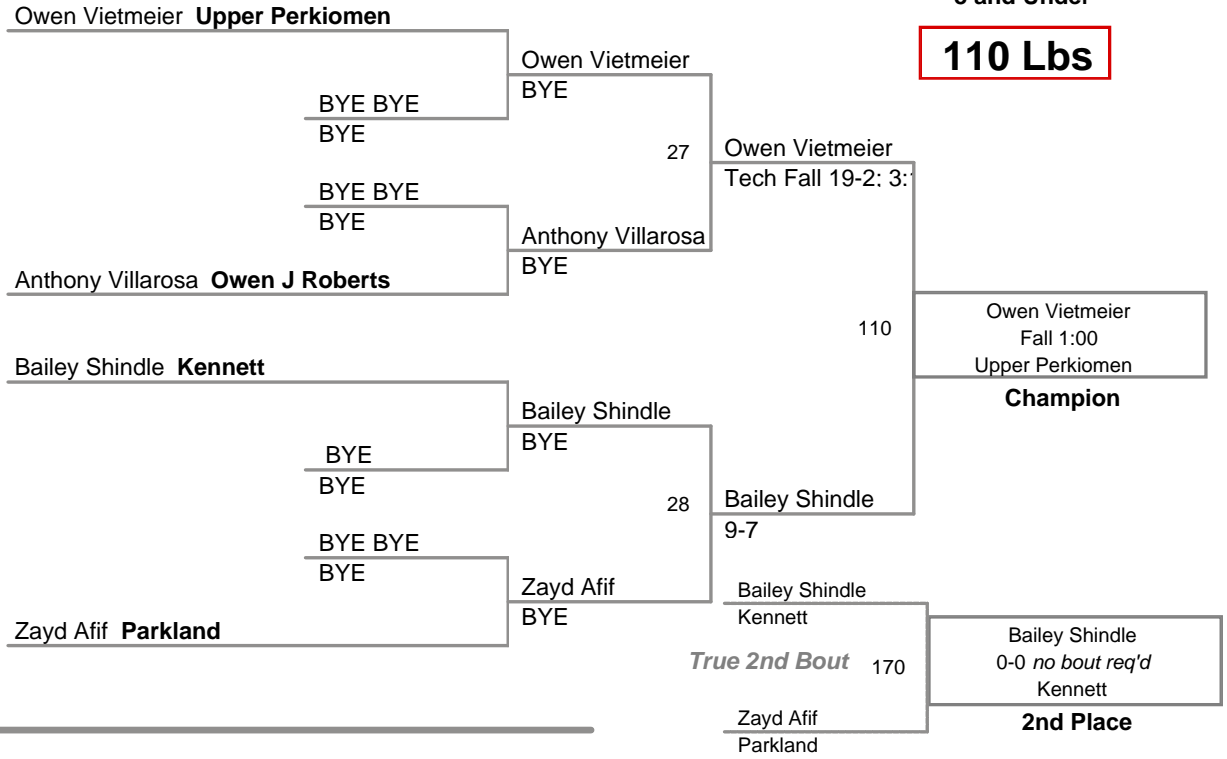 Owen Vietmeier Upper Perkiomen
and Under
110 Lbs
Owen Vietmeier
BYE
BYE BYE
BYE
27
Owen Vietmeier
Tech Fall 19-2; 3:
BYE BYE
BYE
Anthony Villarosa
BYE
Anthony Villarosa Owen J Roberts
110
Owen Vietmeier
Fall 1:00
Upper Perkiomen
Champion
Bailey Shindle Kennett
Bailey Shindle
BYE
BYE
BYE
28
Bailey Shindle
9-7
BYE BYE
BYE
Zayd Afif
BYE
Zayd Afif Parkland
Bailey Shindle
Kennett
True 2nd Bout 170
Zayd Afif
Parkland
Bailey Shindle
0-0 no bout req'd
Kennett
2nd Place